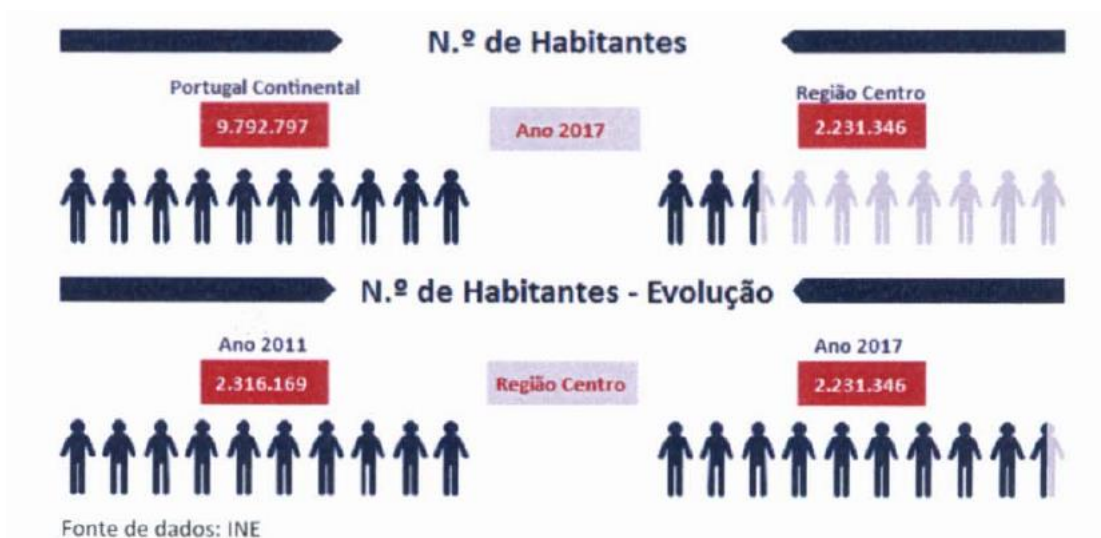 N.º de Habitantes
Portugal Continental
9.792.797
Ano 2017
Região Centro
2.231.346
N.º de Habitantes - Evolução
Ano 2011
2.316.169
Região Centro
Ano 2017
2.231.346
Fonte de dados: INE